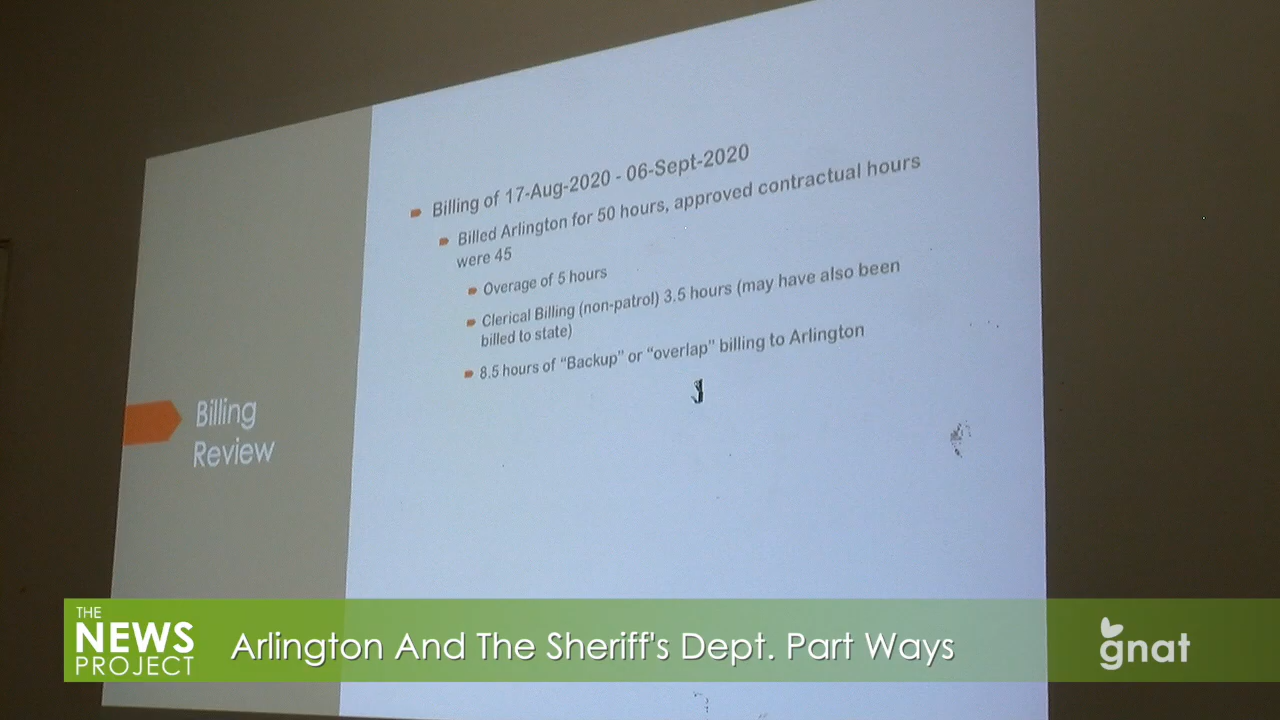 Billing of 17-Aug-2020 - 06-Sept-2020
Billed Arlington for 50 hours, approved contractual hours
were 45
Overage of 5 hours
Clerical Billing (non-patrol) 3.5 hours (may have also been
billed to state)
8.5 hours of “Backup” or “overlap” billing to Arlington
Billing
Review
THE
NEWS
PROJECT
Arlington And The Sheriff's Dept. Part Ways
gnat